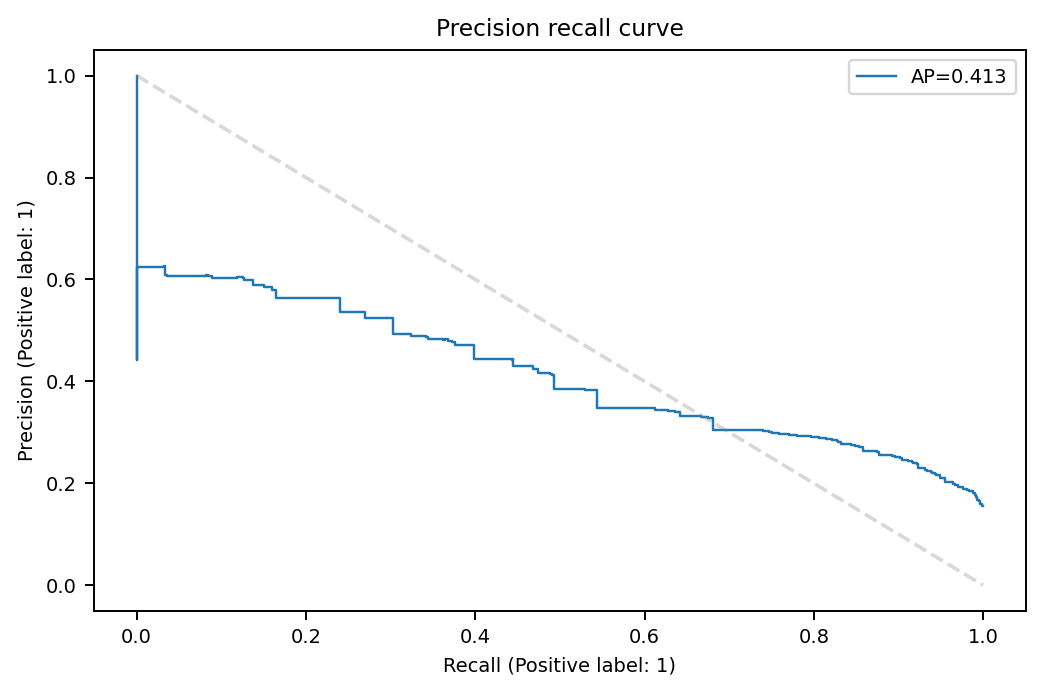 Precision recall curve
AP=0.413
1.0
0.8
0.6
0.4
0.2
0.0
Precision (Positive label: 1)
0.0 0.2 0.4 0.6 0.8 1.0
Recall (Positive label: 1)